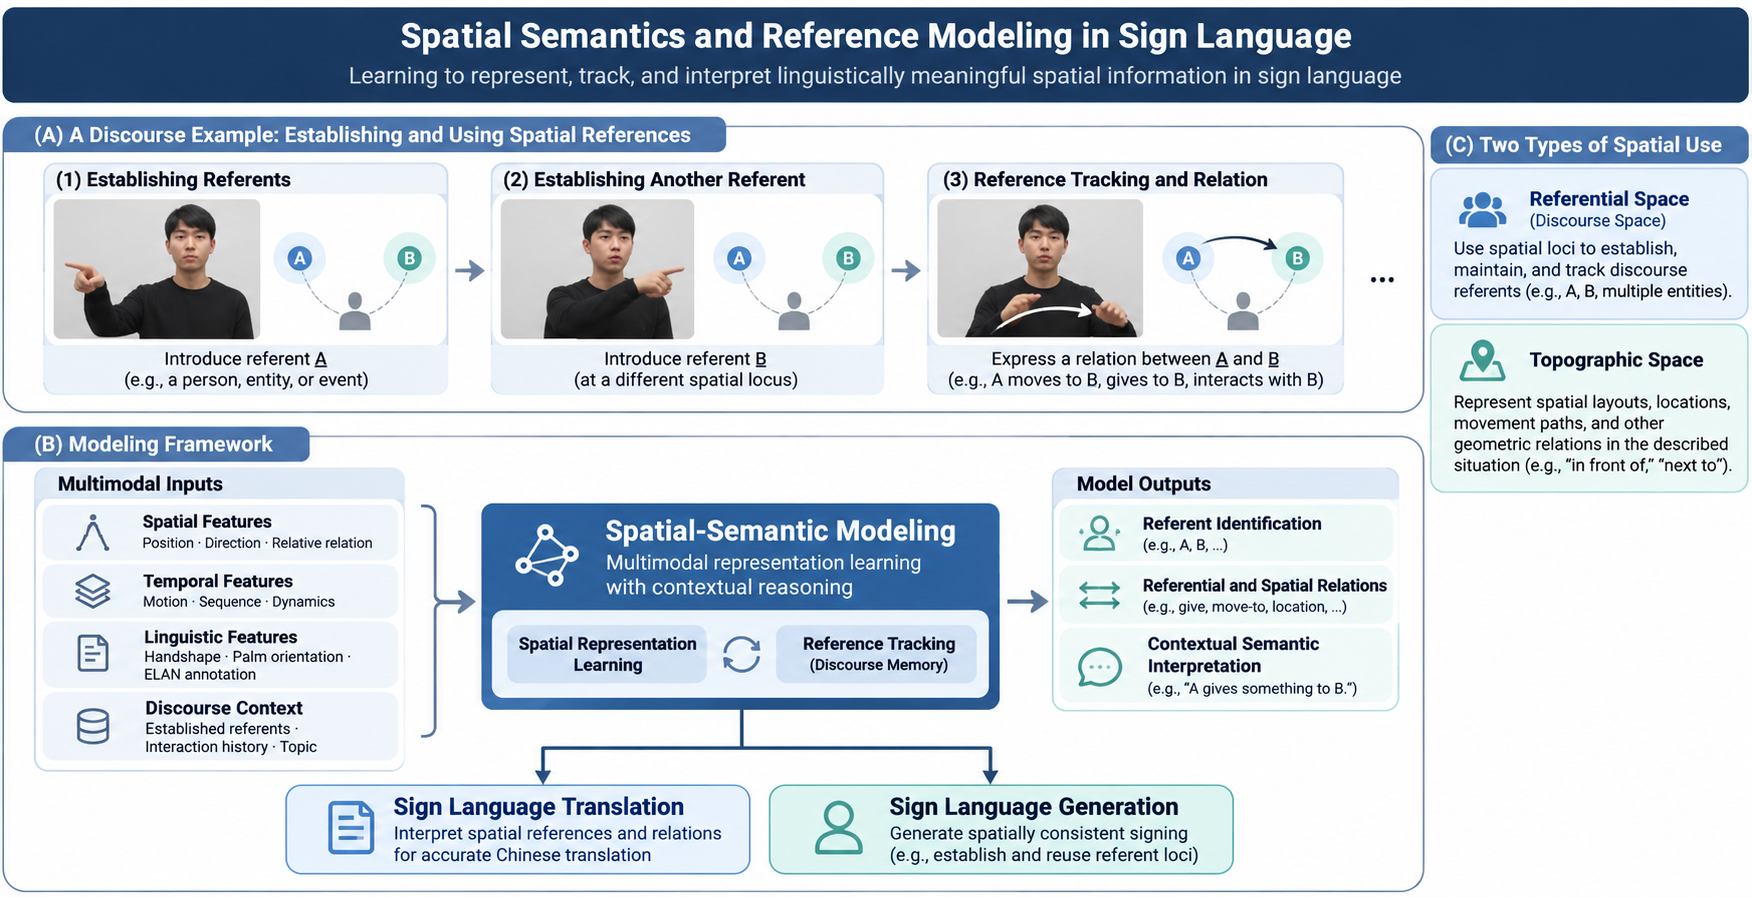 Spatial Semantics and Reference Modeling in Sign Language
Learning to represent, track, and interpret linguistically meaningful spatial information in sign language
(A) A Discourse Example: Establishing and Using Spatial References
(1) Establishing Referents
A
B
Introduce referent A
(e.g., a person, entity, or event)
(2) Establishing Another Referent
A
B
Introduce referent B
(at a different spatial locus)
(3) Reference Tracking and Relation
A
B
Express a relation between A and B
(e.g., A moves to B, gives to B, interacts with B)
...
(B) Modeling Framework
Multimodal Inputs
Spatial Features
Position · Direction · Relative relation
Temporal Features
Motion · Sequence · Dynamics
Linguistic Features
Handshape · Palm orientation ·
ELAN annotation
Discourse Context
Established referents ·
Interaction history · Topic
Spatial-Semantic Modeling
Multimodal representation learning
with contextual reasoning
Spatial Representation
Learning
Reference Tracking
(Discourse Memory)
Model Outputs
Referent Identification
(e.g., A, B, ...)
Referential and Spatial Relations
(e.g., give, move-to, location, ...)
Contextual Semantic
Interpretation
(e.g., “A gives something to B.”)
Sign Language Translation
Interpret spatial references and relations
for accurate Chinese translation
Sign Language Generation
Generate spatially consistent signing
(e.g., establish and reuse referent loci)
(C) Two Types of Spatial Use
Referential Space
(Discourse Space)
Use spatial loci to establish,
maintain, and track discourse
referents (e.g., A, B, multiple entities).
Topographic Space
Represent spatial layouts, locations,
movement paths, and other
geometric relations in the described
situation (e.g., “in front of,” “next to”).